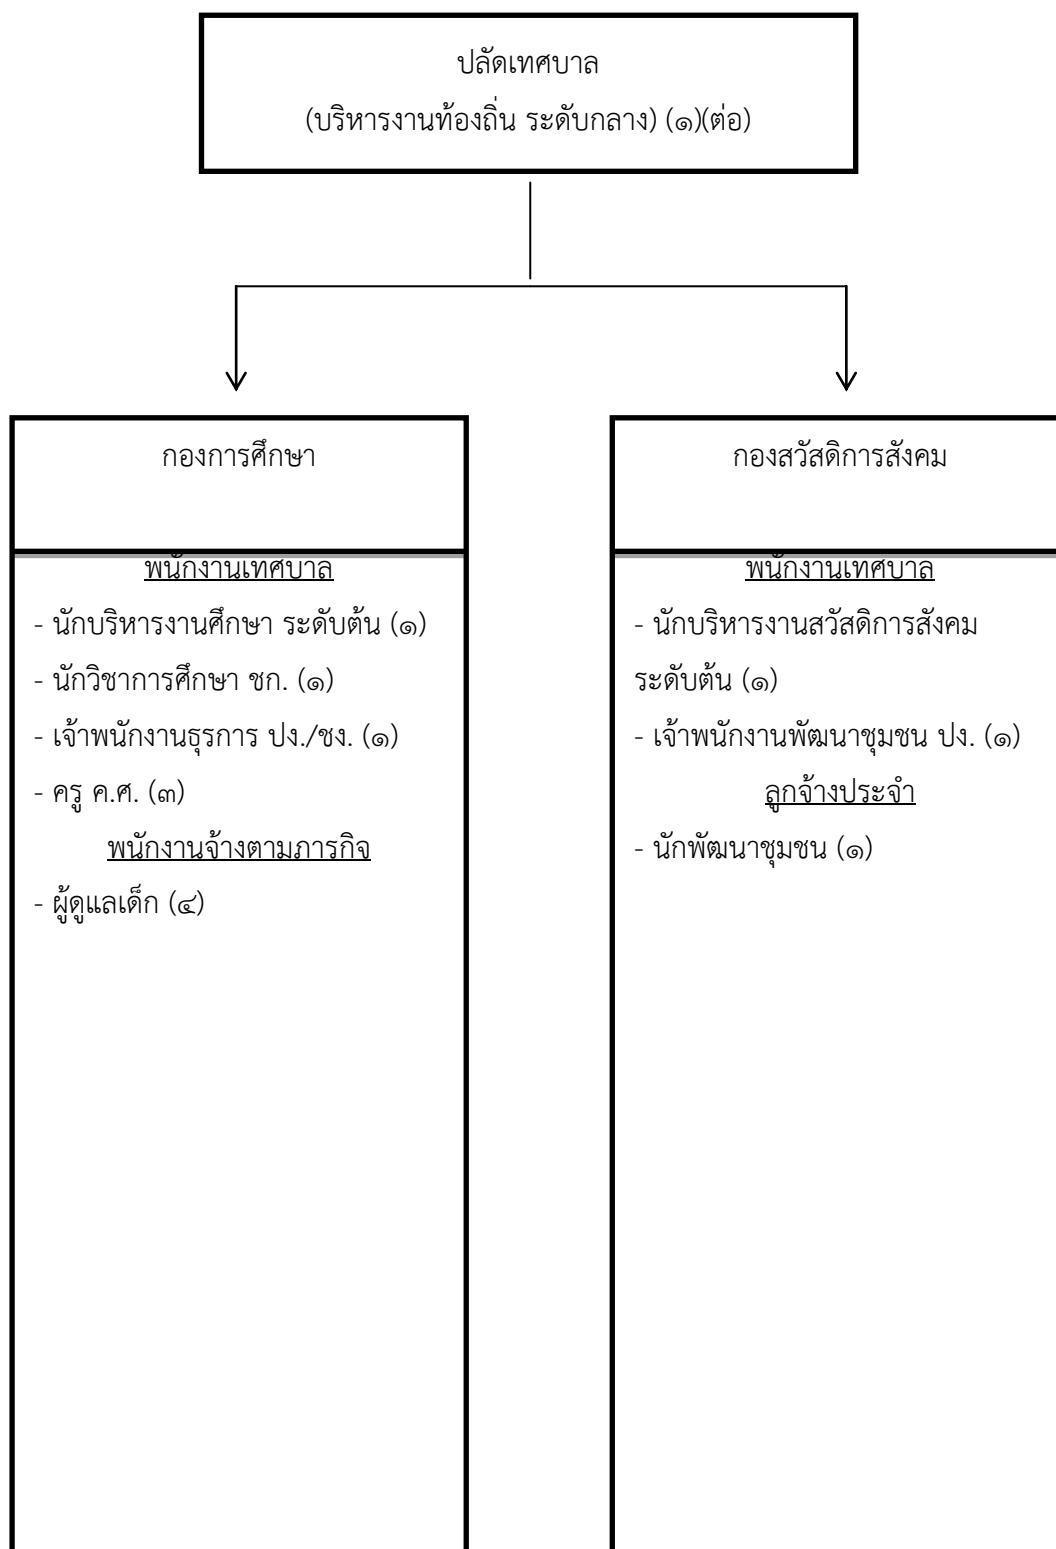 ปลัดเทศบาล
(บริหารงานท้องถิ่น ระดับกลาง) (๑)(ต่อ)
กองการศึกษา
พนักงานเทศบาล
- นักบริหารงานศึกษา ระดับต้น (๑)
- นักวิชาการศึกษา ชก. (๑)
- เจ้าพนักงานธุรการ ปง./ชง. (๑)
- ครู ค.ศ. (๓)
พนักงานจ้างตามภารกิจ
- ผู้ดูแลเด็ก (๔)
กองสวัสดิการสังคม
พนักงานเทศบาล
- นักบริหารงานสวัสดิการสังคม
ระดับต้น (๑)
- เจ้าพนักงานพัฒนาชุมชน ปง. (๑)
ลูกจ้างประจำ
- นักพัฒนาชุมชน (๑)